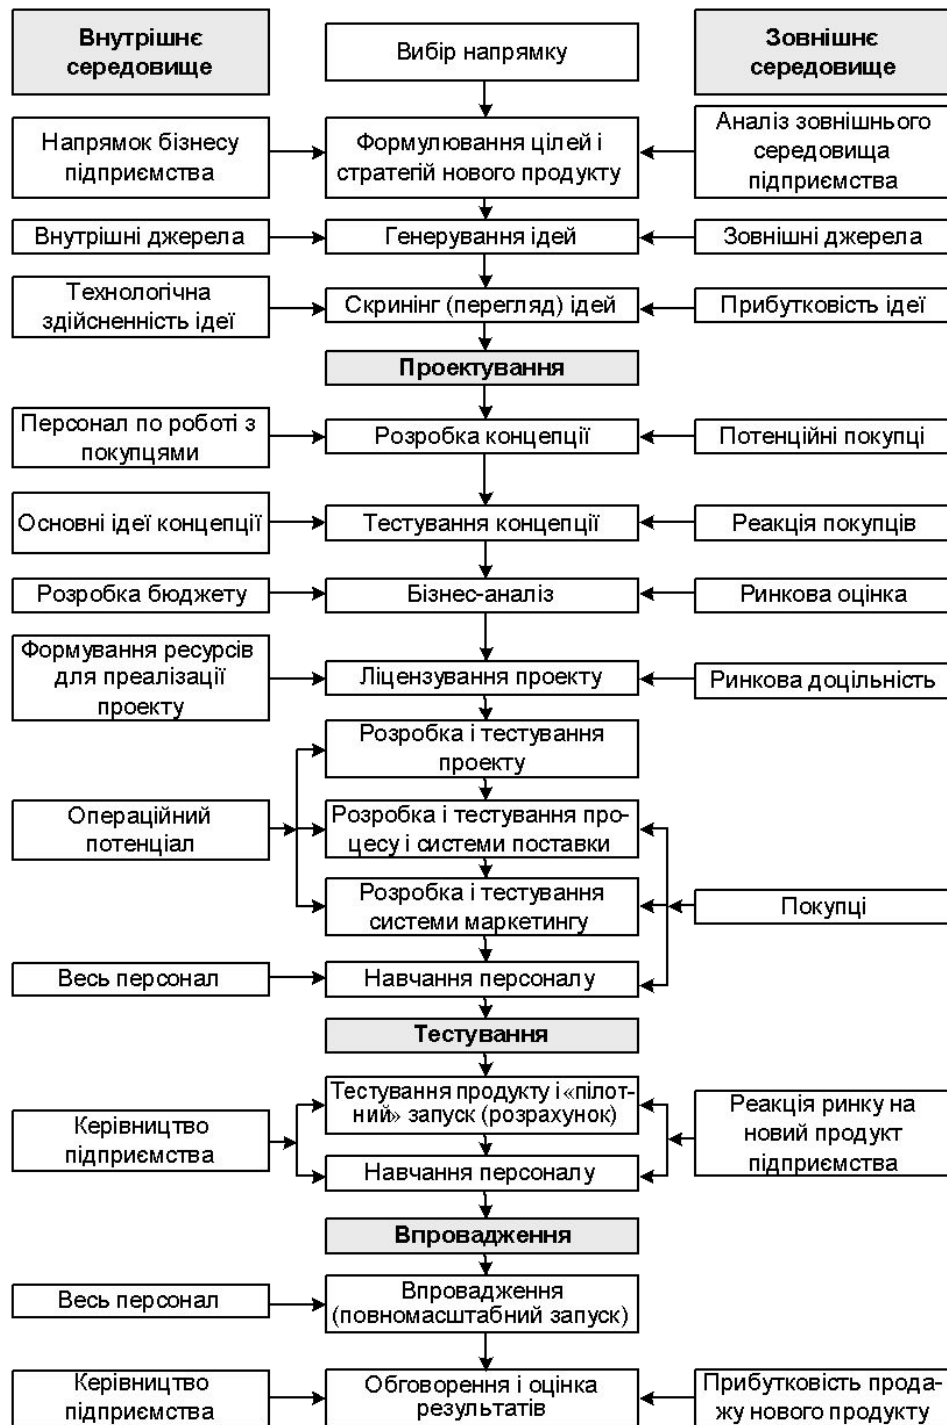 Внутрішнє
середовище
Вибір напрямку
Зовнішнє
середовище
Напрямок бізнесу
підприємства
Формулювання цілей і
стратегій нового продукту
Аналіз зовнішнього
середовища
підприємства
Внутрішні джерела
Генерування ідей
Зовнішні джерела
Технологічна
здійсненність ідеї
Скринінг (перегляд) ідей
Прибутковість ідеї
Проектування
Персонал по роботі з
покупцями
Розробка концепції
Потенційні покупці
Основні ідеї концепції
Тестування концепції
Реакція покупців
Розробка бюджету
Бізнес-аналіз
Ринкова оцінка
Формування ресурсів
для преалізації
проекту
Ліцензування проекту
Ринкова доцільність
Розробка і тестування
проекту
Операційний
потенціал
Розробка і тестування про-
цесу і системи поставки
Розробка і тестування
системи маркетингу
Покупці
Весь персонал
Навчання персоналу
Тестування
Тестування продукту і «пілот-
ний» запуск (розрахунок)
Керівництво
підприємства
Реакція ринку на
новий продукт
підприємства
Навчання персоналу
Впровадження
Весь персонал
Впровадження
(повномасштабний запуск)
Керівництво
підприємства
Обговорення і оцінка
результатів
Прибутковість прода-
жу нового продукту